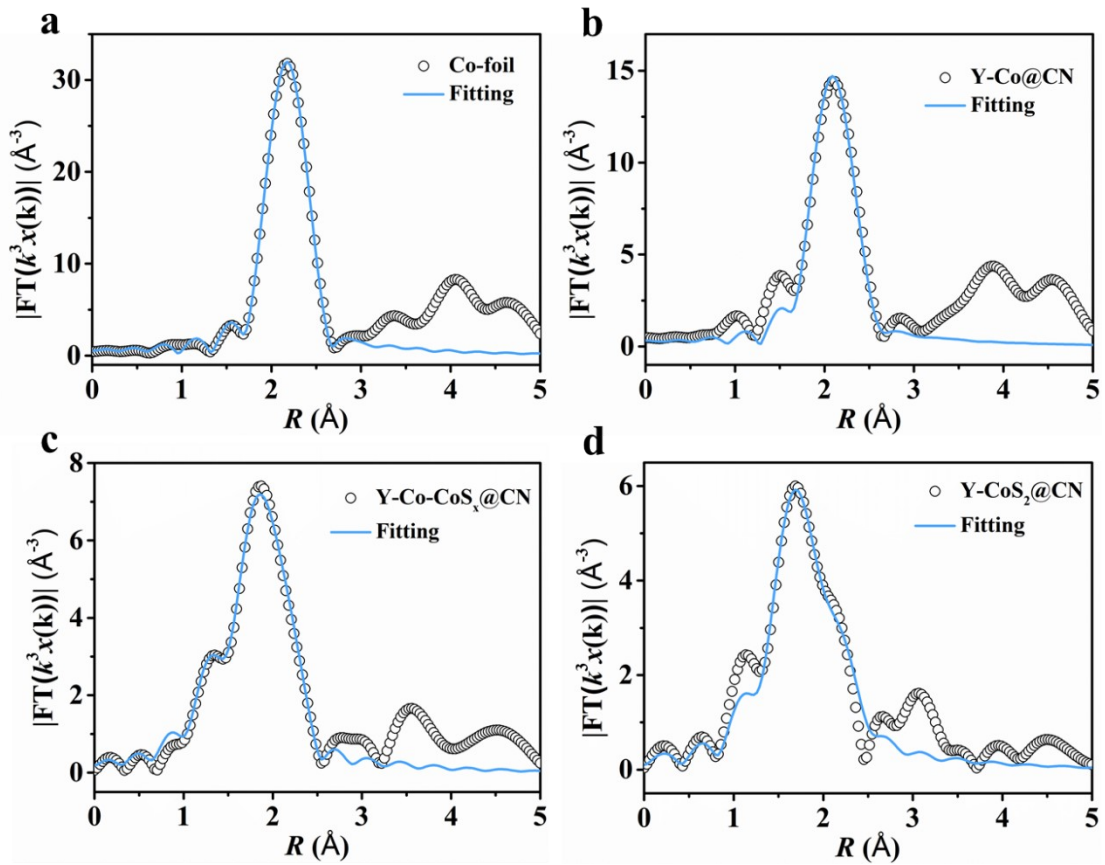 a
Co-foil
Fitting
|FT(k³x(k))| (Å⁻³)
30
20
10
0
0 1 2 3 4 5
R (Å)
b
Y-Co@CN
Fitting
|FT(k³x(k))| (Å⁻³)
15
10
5
0
0 1 2 3 4 5
R (Å)
c
Y-Co-CoSₓ@CN
Fitting
|FT(k³x(k))| (Å⁻³)
8
6
4
2
0
0 1 2 3 4 5
R (Å)
d
Y-CoS₂@CN
Fitting
|FT(k³x(k))| (Å⁻³)
6
4
2
0
0 1 2 3 4 5
R (Å)